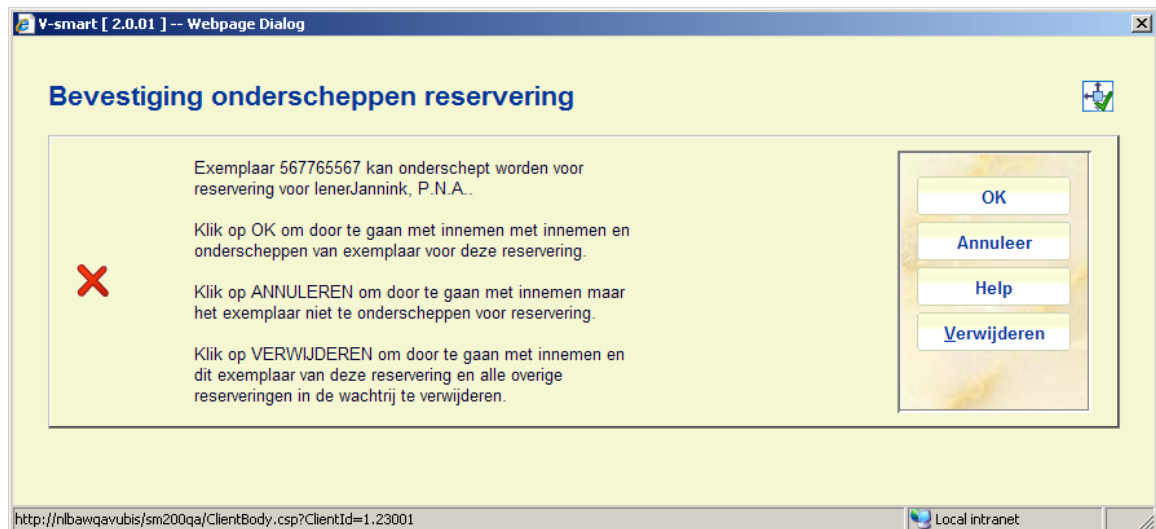 V-smart [ 2.0.01 ] -- Webpage Dialog
Bevestiging onderscheppen reservering
Exemplaar 567765567 kan onderschept worden voor
reservering voor lenerJannink, P.N.A..
Klik op OK om door te gaan met innemen met innemen en
onderscheppen van exemplaar voor deze reservering.
Klik op ANNULEREN om door te gaan met innemen maar
het exemplaar niet te onderscheppen voor reservering.
Klik op VERWIJDEREN om door te gaan met innemen en
dit exemplaar van deze reservering en alle overige
reserveringen in de wachtrij te verwijderen.
OK
Annuleer
Help
Verwijderen
http://nlbawqavubis/sm200qa/ClientBody.csp?ClientId=1.23001
Local intranet